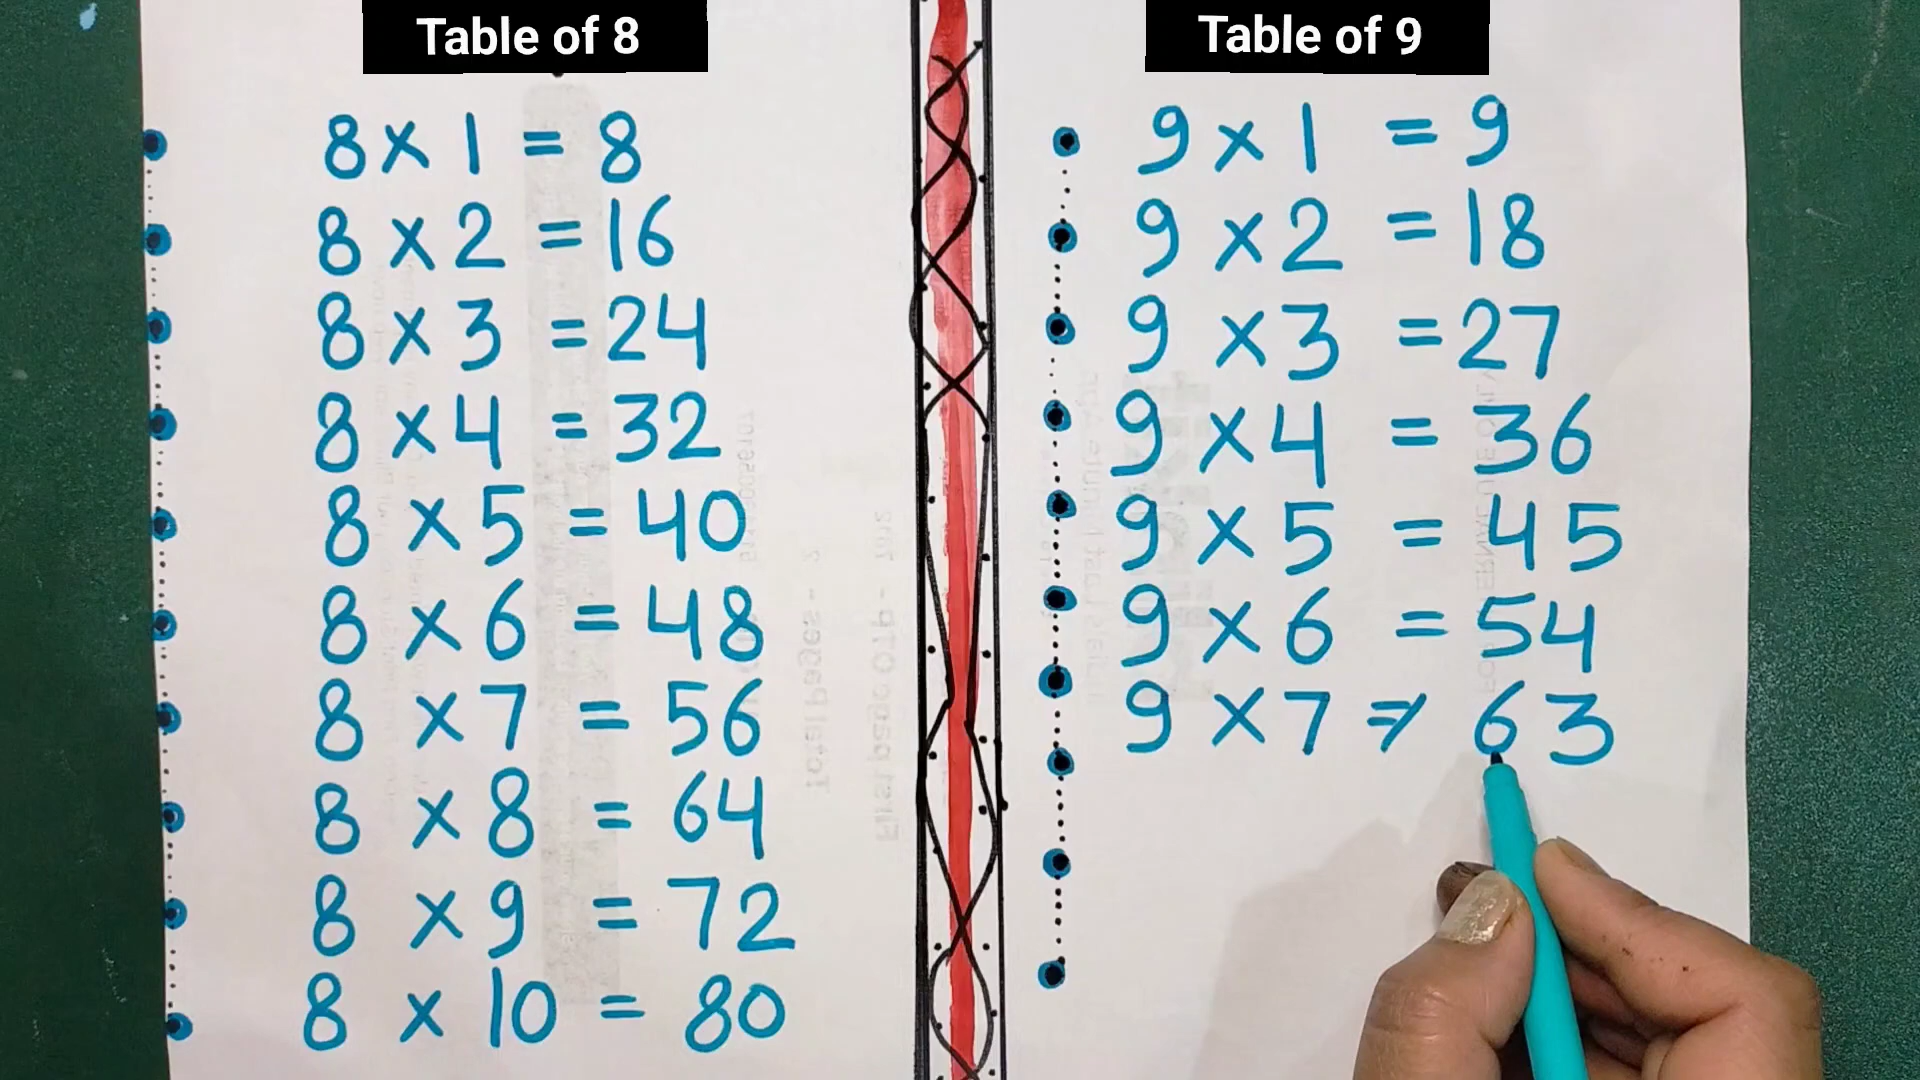 Table of 8
8 × 1 = 8
8 × 2 = 16
8 × 3 = 24
8 × 4 = 32
8 × 5 = 40
8 × 6 = 48
8 × 7 = 56
8 × 8 = 64
8 × 9 = 72
8 × 10 = 80
Table of 9
9 × 1 = 9
9 × 2 = 18
9 × 3 = 27
9 × 4 = 36
9 × 5 = 45
9 × 6 = 54
9 × 7 = 63
Total Pages - 2